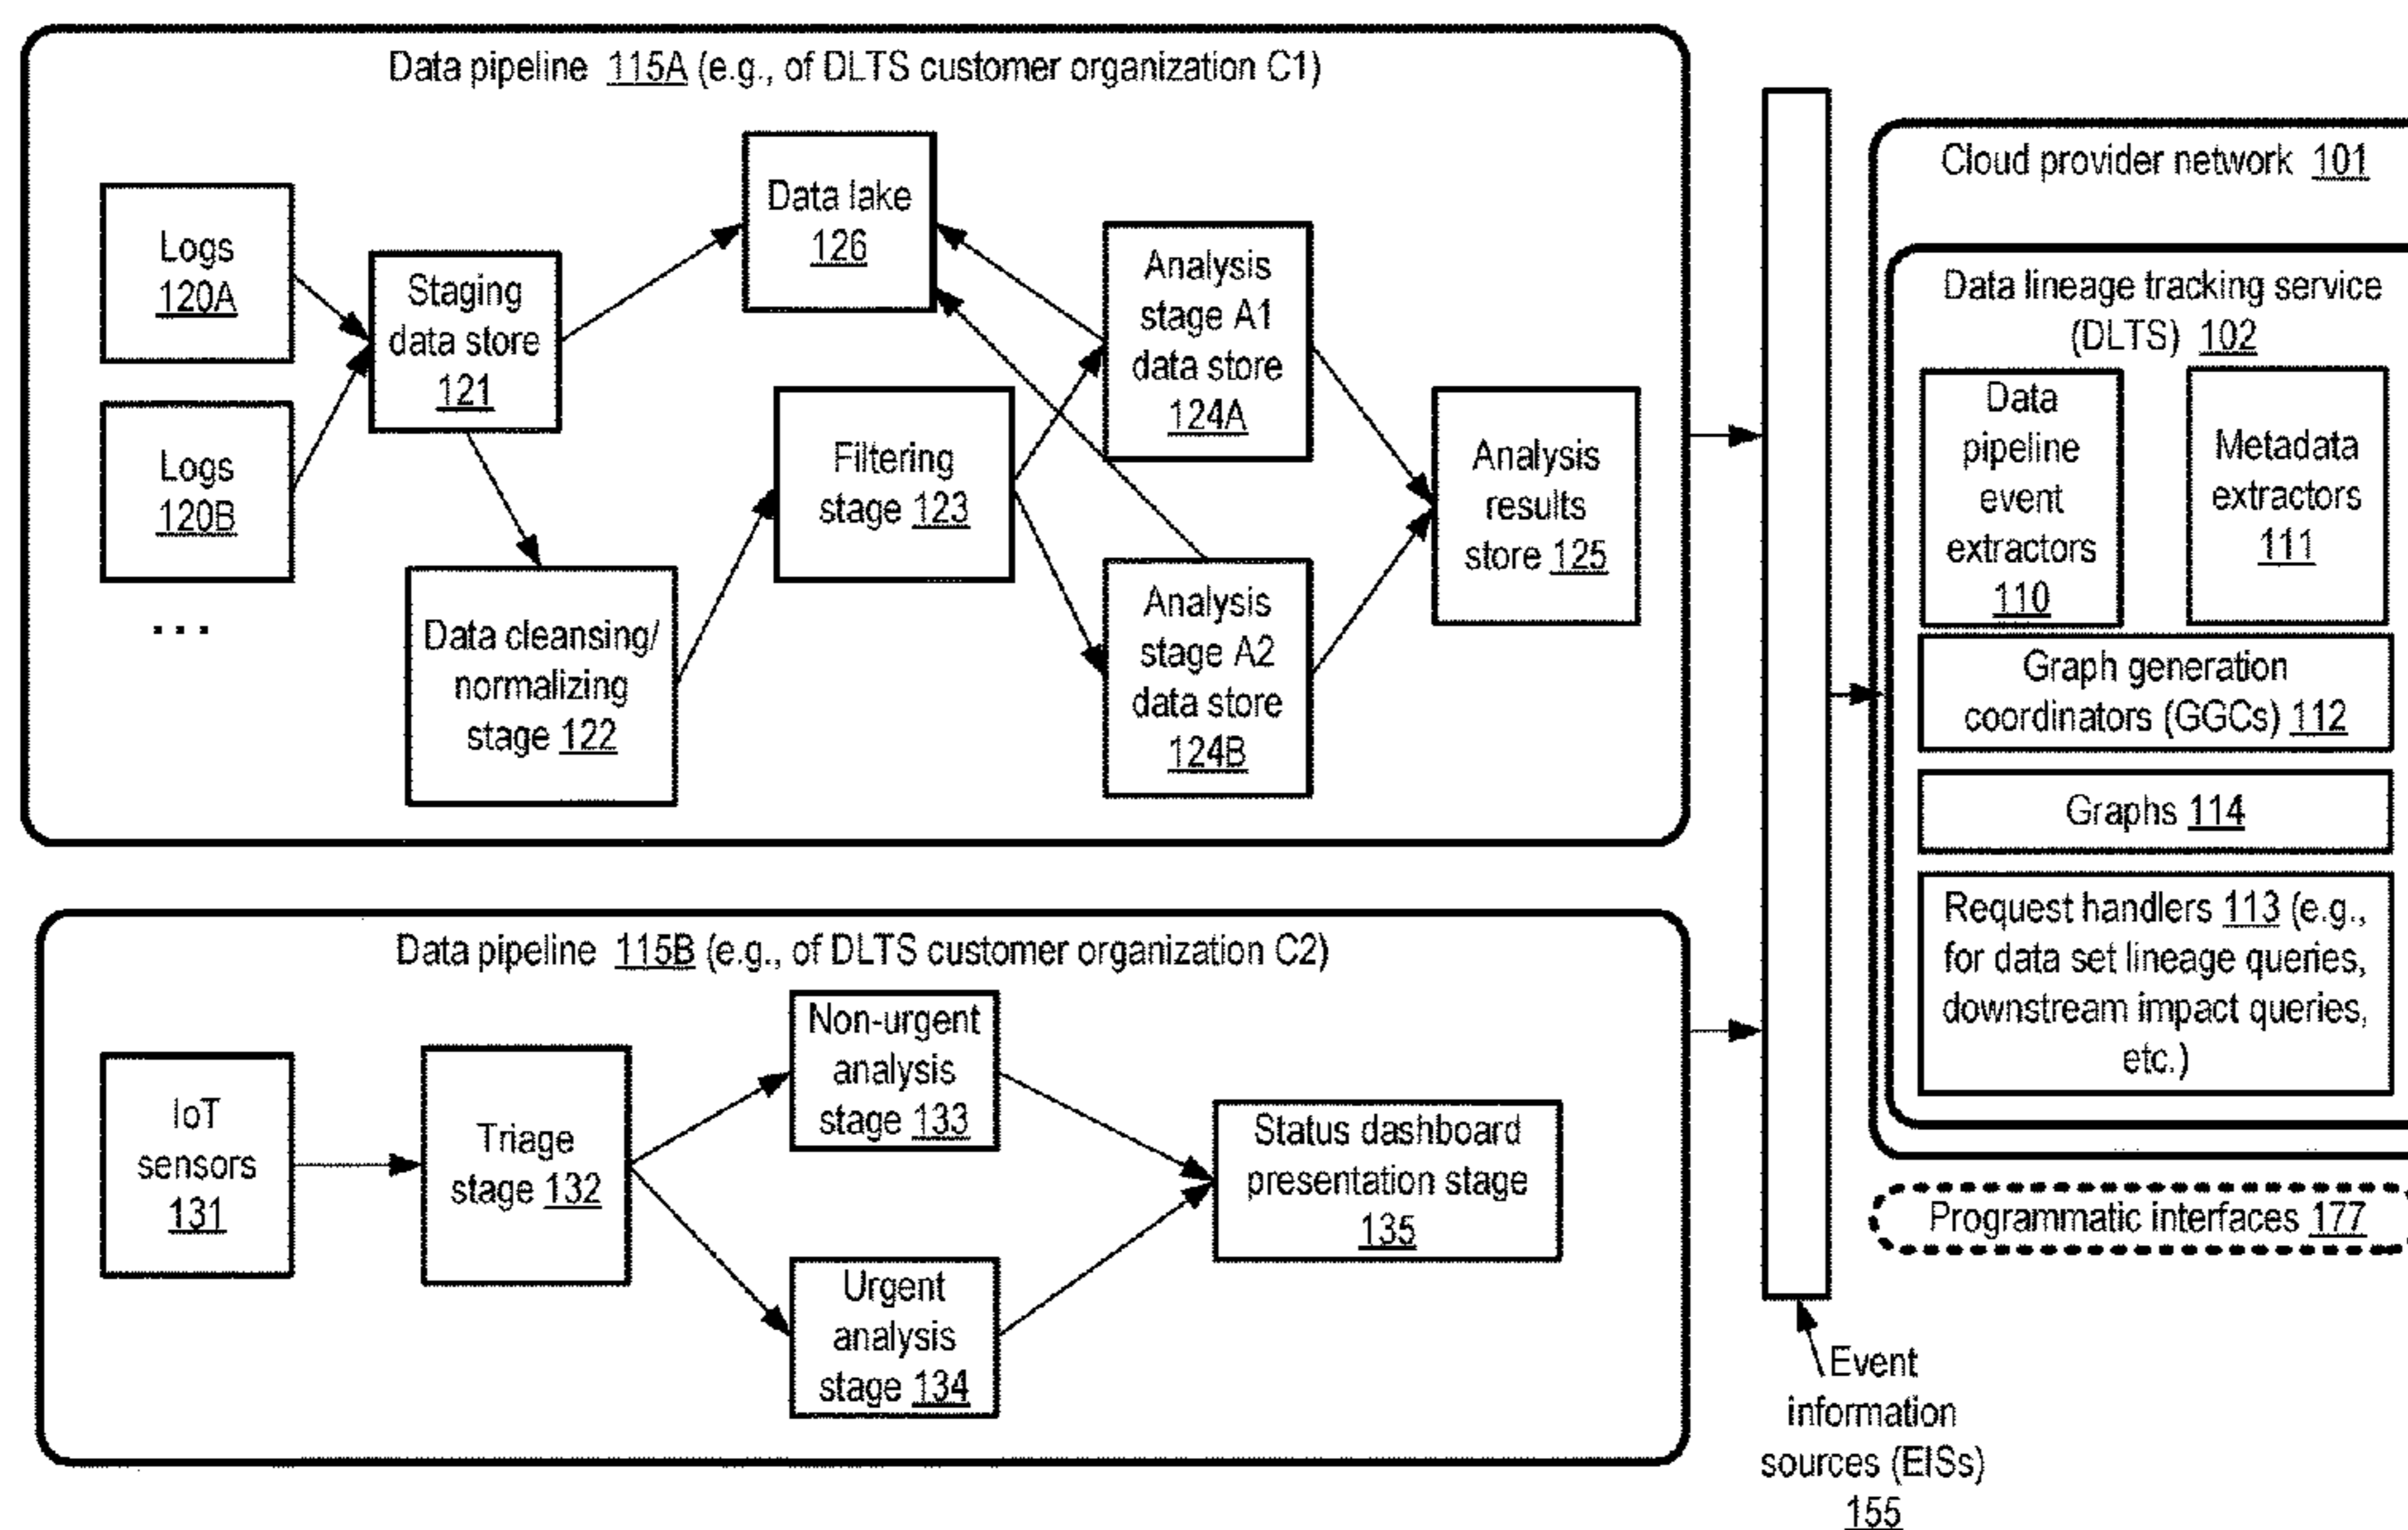 Data pipeline 115A (e.g., of DLTS customer organization C1)
Logs
120A
Logs
120B
...
Staging
data store
121
Data cleansing/
normalizing
stage 122
Data lake
126
Filtering
stage 123
Analysis
stage A1
data store
124A
Analysis
stage A2
data store
124B
Analysis
results
store 125
Data pipeline 115B (e.g., of DLTS customer organization C2)
IoT
sensors
131
Triage
stage 132
Non-urgent
analysis
stage 133
Urgent
analysis
stage 134
Status dashboard
presentation stage
135
Event
information
sources (EISs)
155
Cloud provider network 101
Data lineage tracking service
(DLTS) 102
Data
pipeline
event
extractors
110
Metadata
extractors
111
Graph generation
coordinators (GGCs) 112
Graphs 114
Request handlers 113 (e.g.,
for data set lineage queries,
downstream impact queries,
etc.)
Programmatic interfaces 177